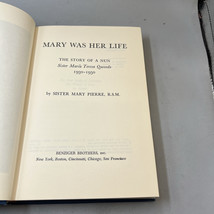 MARY WAS HER LIFE
THE STORY OF A NUN
Sister Maria Teresa Quevedo
1930-1950
by SISTER MARY PIERRE, R.S.M.
BENZIGER BROTHERS, INC.
New York, Boston, Cincinnati, Chicago, San Francisco